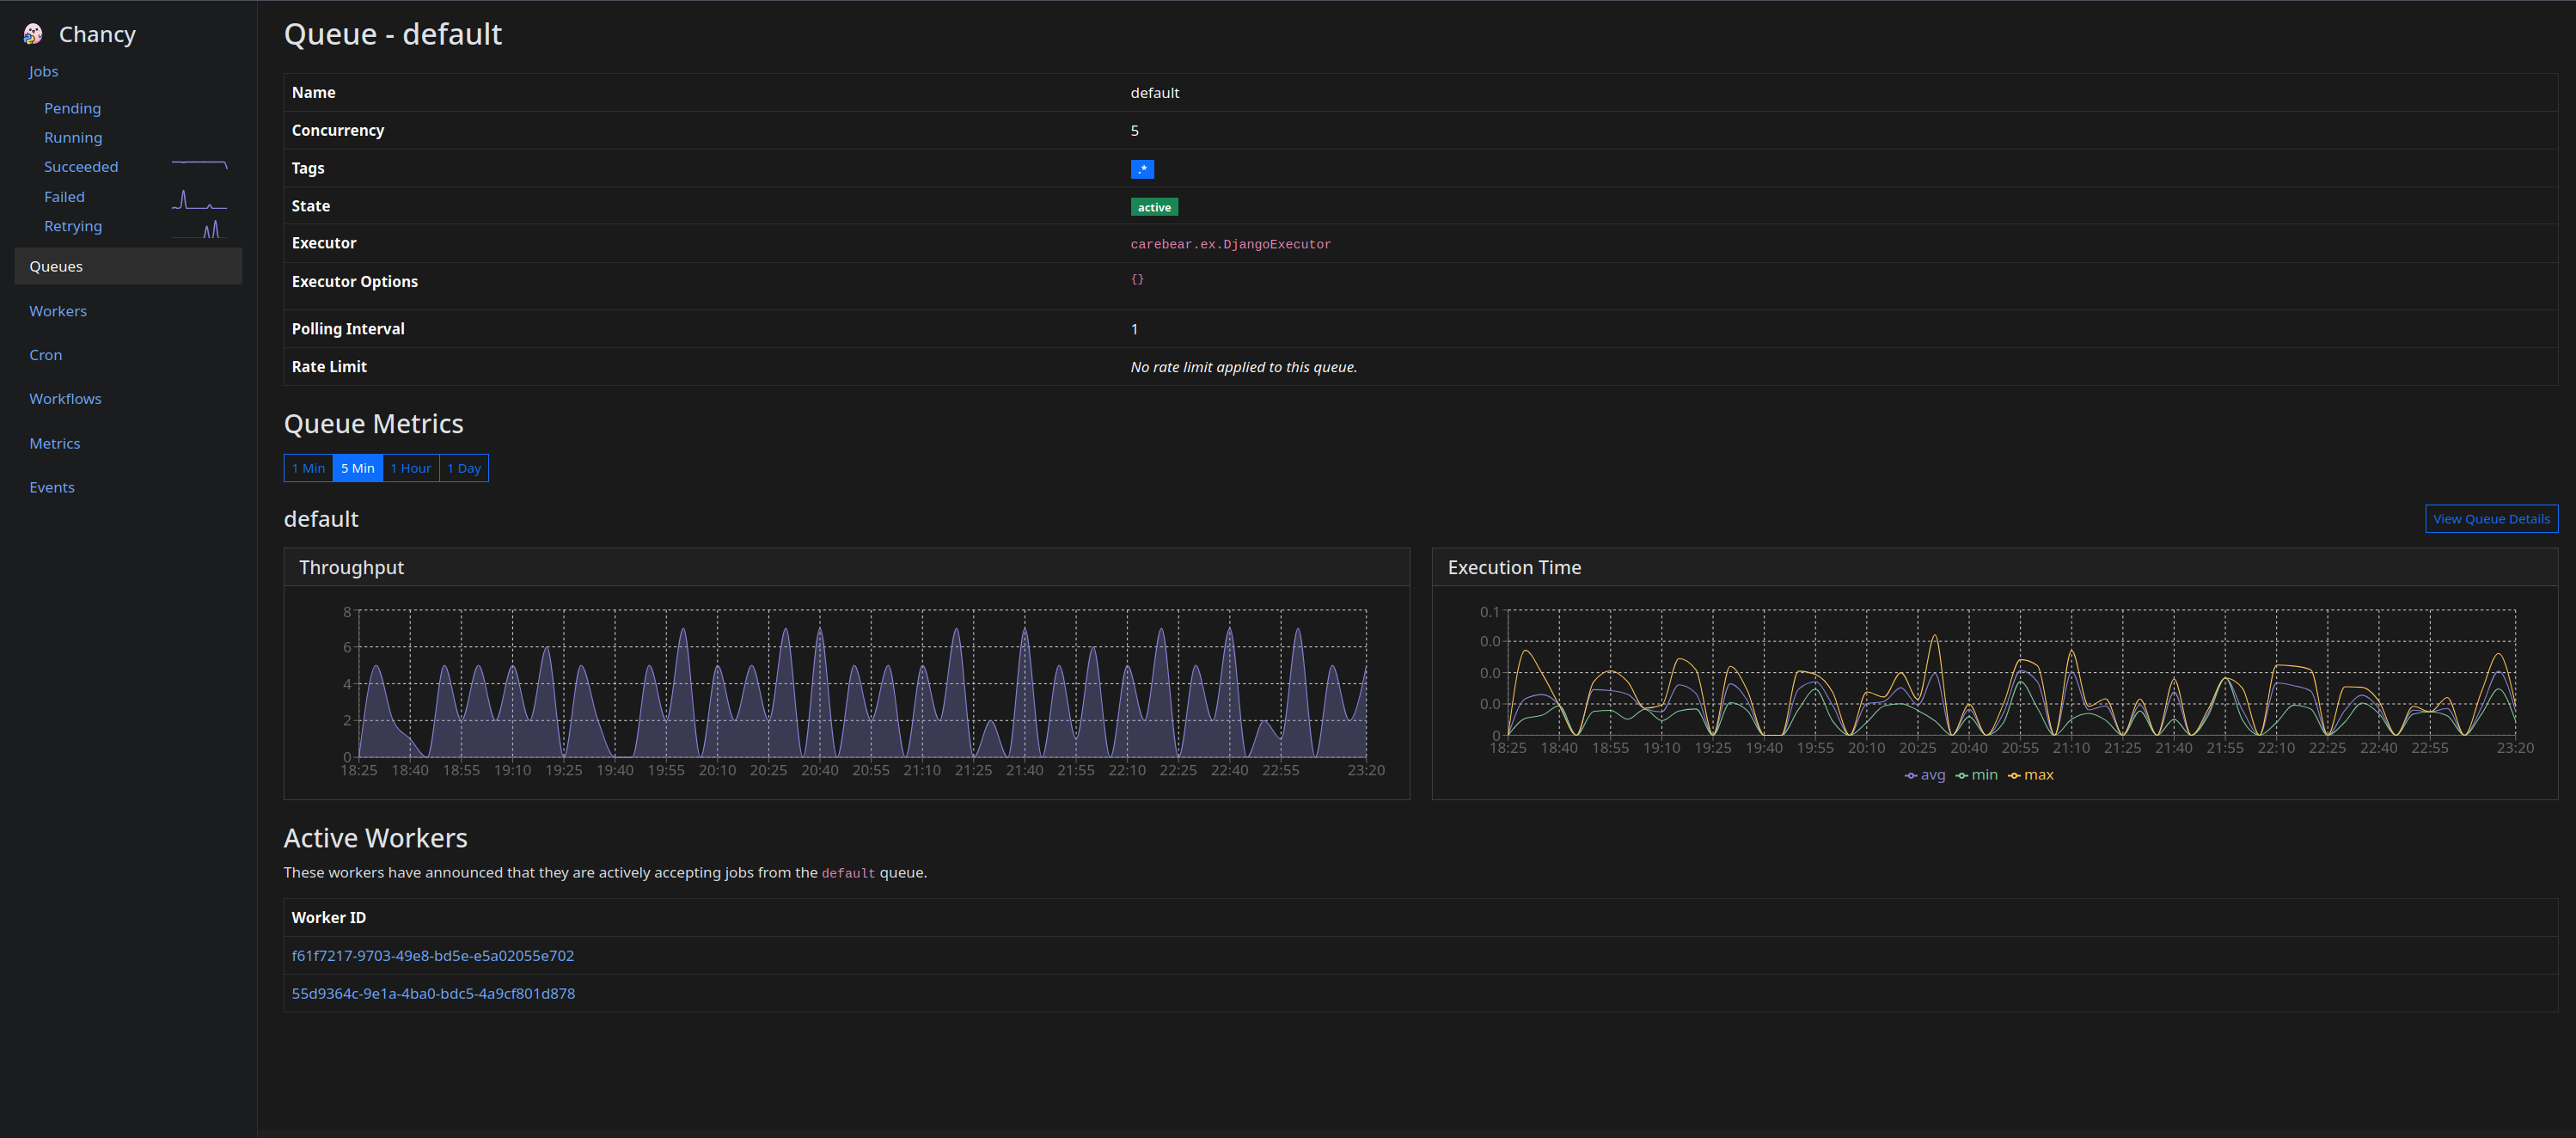 Chancy
Jobs
Pending
Running
Succeeded
Failed
Retrying
Queues
Workers
Cron
Workflows
Metrics
Events
Queue - default
Name default
Concurrency 5
Tags .*
State active
Executor carebear.ex.DjangoExecutor
Executor Options {}
Polling Interval 1
Rate Limit No rate limit applied to this queue.
Queue Metrics
1 Min 5 Min 1 Hour 1 Day
default View Queue Details
Throughput
8
6
4
2
0
18:25 18:40 18:55 19:10 19:25 19:40 19:55 20:10 20:25 20:40 20:55 21:10 21:25 21:40 21:55 22:10 22:25 22:40 22:55 23:20
Execution Time
0.1
0.0
0.0
0.0
0
18:25 18:40 18:55 19:10 19:25 19:40 19:55 20:10 20:25 20:40 20:55 21:10 21:25 21:40 21:55 22:10 22:25 22:40 22:55 23:20
avg min max
Active Workers
These workers have announced that they are actively accepting jobs from the default queue.
Worker ID
f61f7217-9703-49e8-bd5e-e5a02055e702
55d9364c-9e1a-4ba0-bdc5-4a9cf801d878